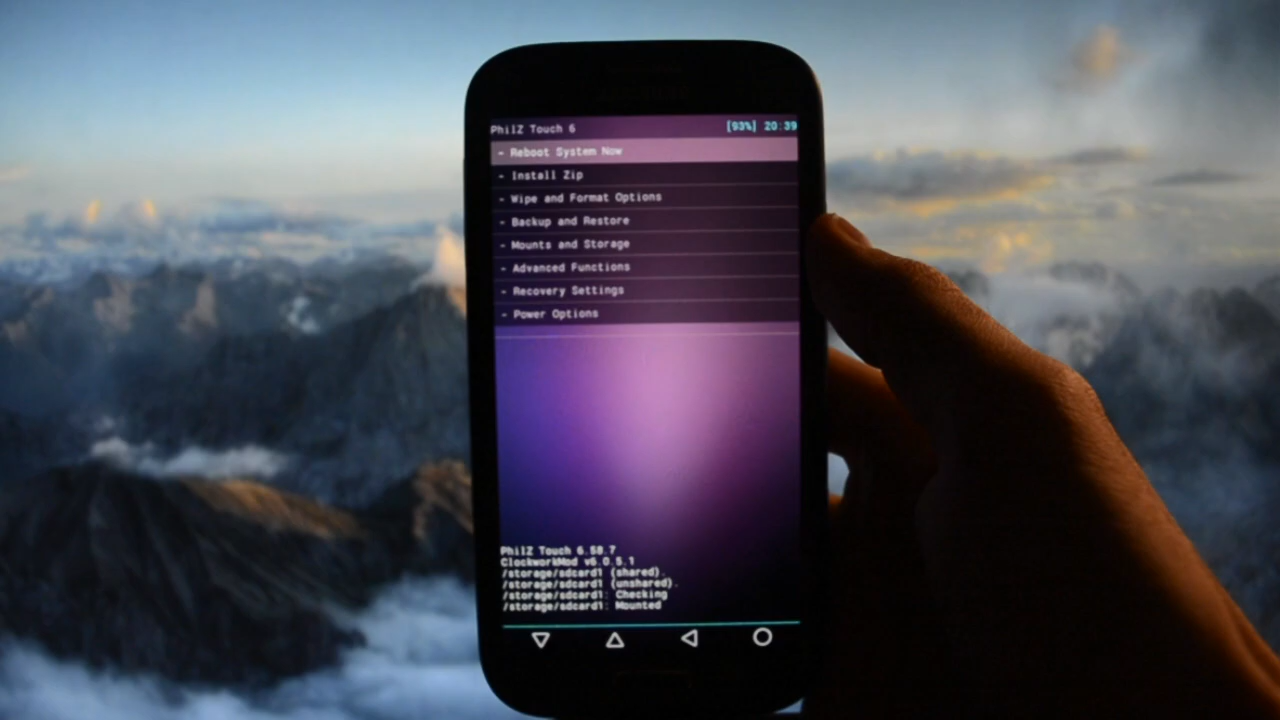 PhilZ Touch 6 [93%] 20:39
- Reboot System Now
- Install Zip
- Wipe and Format Options
- Backup and Restore
- Mounts and Storage
- Advanced Functions
- Recovery Settings
- Power Options
PhilZ Touch 6.58.7
ClockworkMod v6.0.5.1
/storage/sdcard1 (shared).
/storage/sdcard1 (unshared).
/storage/sdcard1: Checking
/storage/sdcard1: Mounted